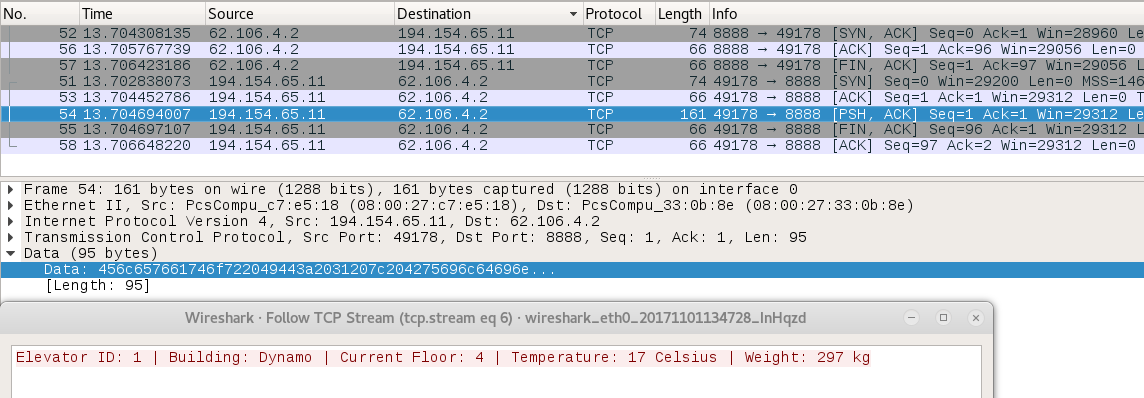 No. Time Source Destination Protocol Length Info
52 13.704308135 62.106.4.2 194.154.65.11 TCP 74 8888 → 49178 [SYN, ACK] Seq=0 Ack=1 Win=28960 Le
56 13.705767739 62.106.4.2 194.154.65.11 TCP 66 8888 → 49178 [ACK] Seq=1 Ack=96 Win=29056 Len=0
57 13.706423186 62.106.4.2 194.154.65.11 TCP 66 8888 → 49178 [FIN, ACK] Seq=1 Ack=97 Win=29056 L
51 13.702838073 194.154.65.11 62.106.4.2 TCP 74 49178 → 8888 [SYN] Seq=0 Win=29200 Len=0 MSS=146
53 13.704452786 194.154.65.11 62.106.4.2 TCP 66 49178 → 8888 [ACK] Seq=1 Ack=1 Win=29312 Len=0 T
54 13.704694007 194.154.65.11 62.106.4.2 TCP 161 49178 → 8888 [PSH, ACK] Seq=1 Ack=1 Win=29312 Le
55 13.704697107 194.154.65.11 62.106.4.2 TCP 66 49178 → 8888 [FIN, ACK] Seq=96 Ack=1 Win=29312 L
58 13.706648220 194.154.65.11 62.106.4.2 TCP 66 49178 → 8888 [ACK] Seq=97 Ack=2 Win=29312 Len=0
Frame 54: 161 bytes on wire (1288 bits), 161 bytes captured (1288 bits) on interface 0
Ethernet II, Src: PcsCompu_c7:e5:18 (08:00:27:c7:e5:18), Dst: PcsCompu_33:0b:8e (08:00:27:33:0b:8e)
Internet Protocol Version 4, Src: 194.154.65.11, Dst: 62.106.4.2
Transmission Control Protocol, Src Port: 49178, Dst Port: 8888, Seq: 1, Ack: 1, Len: 95
Data (95 bytes)
Data: 456c657661746f722049443a2031207c204275696c64696e...
[Length: 95]
Wireshark · Follow TCP Stream (tcp.stream eq 6) · wireshark_eth0_20171101134728_InHqzd
Elevator ID: 1 | Building: Dynamo | Current Floor: 4 | Temperature: 17 Celsius | Weight: 297 kg